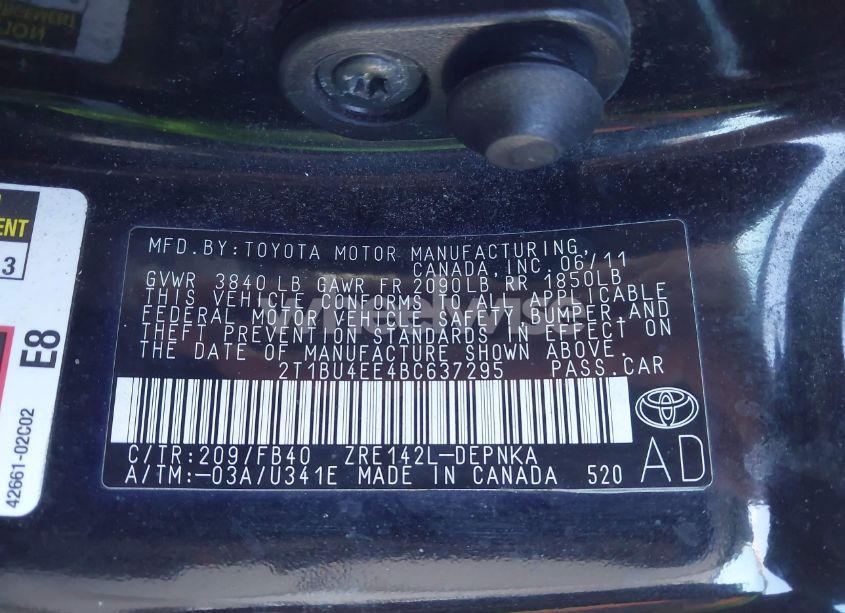 MFD.BY:TOYOTA MOTOR MANUFACTURING,
CANADA, INC. 06/11
GVWR 3840 LB GAWR FR 2090LB RR 1850LB
THIS VEHICLE CONFORMS TO ALL APPLICABLE
FEDERAL MOTOR VEHICLE SAFETY,BUMPER,AND
THEFT PREVENTION STANDARDS IN EFFECT ON
THE DATE OF MANUFACTURE SHOWN ABOVE.
2T1BU4EE4BC637295 PASS.CAR
C/TR:209/FB40 ZRE142L-DEPNKA
A/TM:-03A/U341E MADE IN CANADA 520
AD
3
E8
42661-02C02